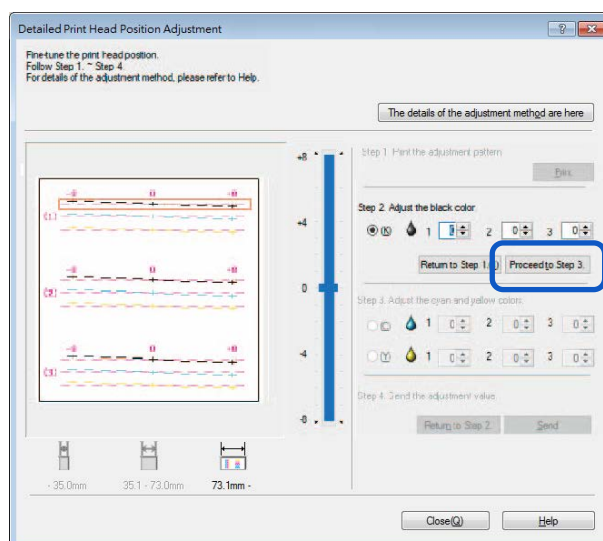 Detailed Print Head Position Adjustment
Fine-tune the print head position.
Follow Step 1. ~ Step 4.
For details of the adjustment method, please refer to Help.
The details of the adjustment method are here
+8
Step 1. Print the adjustment pattern.
Print
-8 0 +8
(1)
+4
Step 2. Adjust the black color.
(K) 1 0 2 0 3 0
Return to Step 1. Proceed to Step 3.
-8 0 +8
(2)
0
Step 3. Adjust the cyan and yellow colors.
(C) 1 0 2 0 3 0
-8 0 +8
(3)
-4
(Y) 1 0 2 0 3 0
Step 4. Send the adjustment value.
-8
Return to Step 2. Send
- 35.0mm 35.1 - 73.0mm 73.1mm -
Close(Q) Help